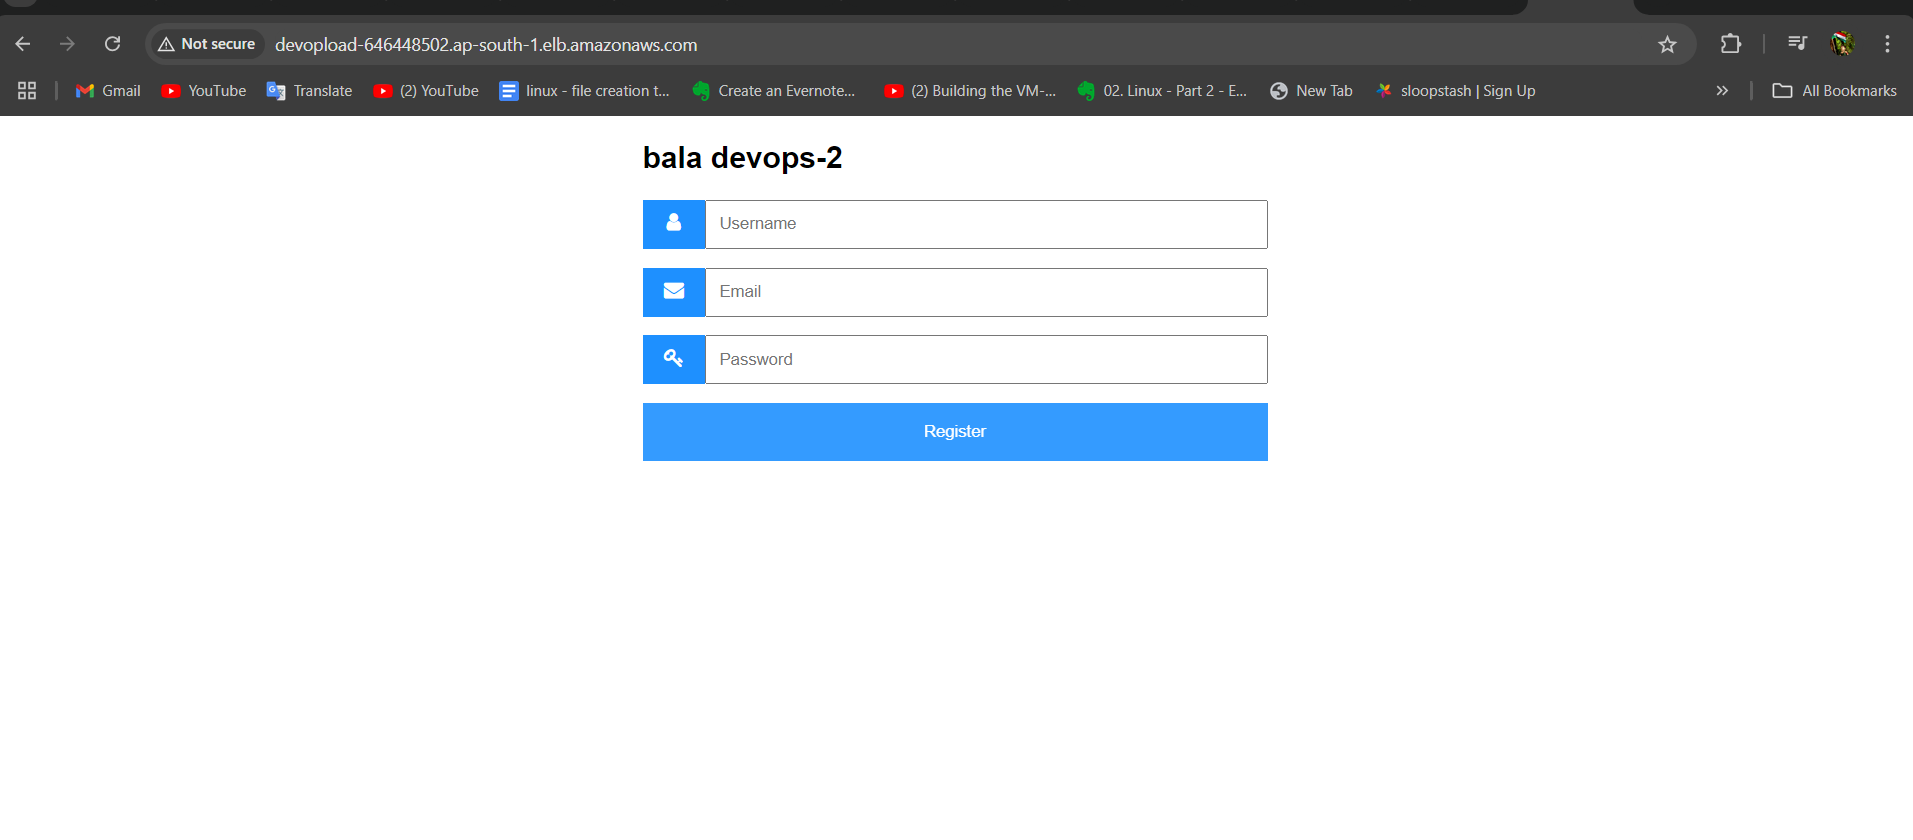 Not secure devopload-646448502.ap-south-1.elb.amazonaws.com
Gmail YouTube Translate (2) YouTube linux - file creation t... Create an Evernote... (2) Building the VM-... 02. Linux - Part 2 - E... New Tab sloopstash | Sign Up » All Bookmarks
bala devops-2
Username
Email
Password
Register